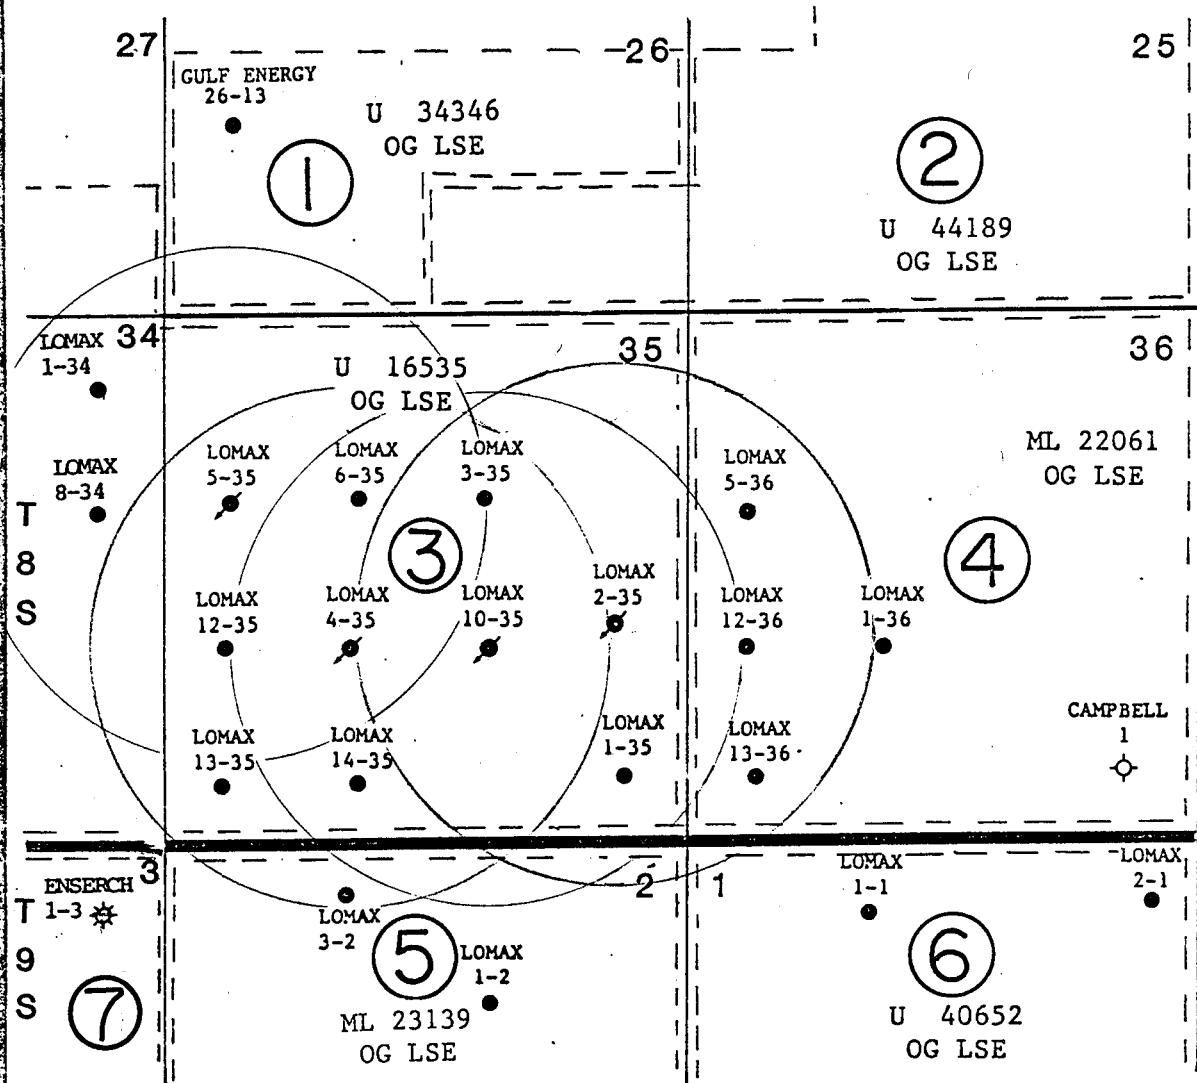 27
26
25
GULF ENERGY
26-13
U 34346
OG LSE
1
2
U 44189
OG LSE
34
35
36
LOMAX
1-34
U 16535
OG LSE
ML 22061
OG LSE
LOMAX
8-34
LOMAX
5-35
LOMAX
6-35
LOMAX
3-35
LOMAX
5-36
T
8
S
3
4
LOMAX
12-35
LOMAX
4-35
LOMAX
10-35
LOMAX
2-35
LOMAX
12-36
LOMAX
1-36
LOMAX
13-35
LOMAX
14-35
LOMAX
1-35
LOMAX
13-36
CAMPBELL
1
3
2
1
ENSERCH
1-3
LOMAX
3-2
LOMAX
1-2
LOMAX
1-1
LOMAX
2-1
T
9
S
7
5
6
ML 23139
OG LSE
U 40652
OG LSE